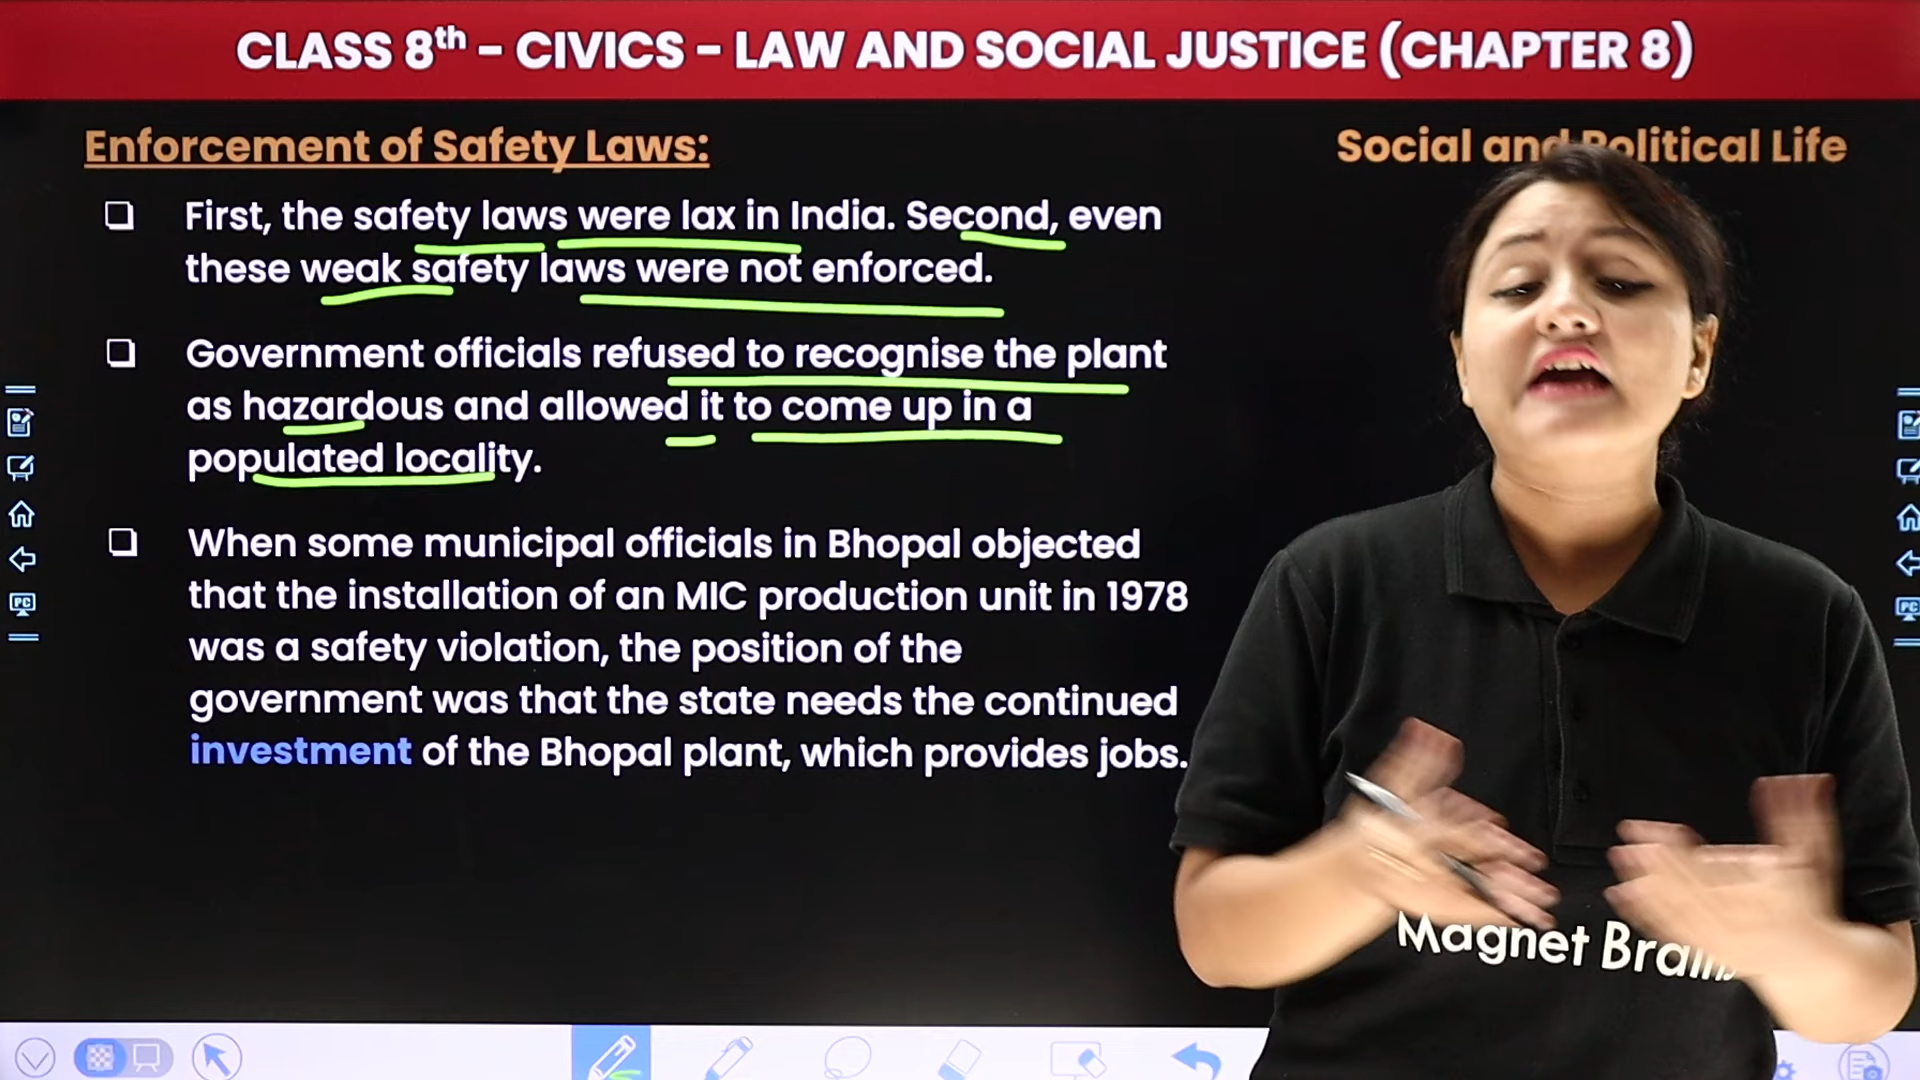 CLASS 8th – CIVICS – LAW AND SOCIAL JUSTICE (CHAPTER 8)
Enforcement of Safety Laws:
Social and Political Life
First, the safety laws were lax in India. Second, even
these weak safety laws were not enforced.
Government officials refused to recognise the plant
as hazardous and allowed it to come up in a
populated locality.
When some municipal officials in Bhopal objected
that the installation of an MIC production unit in 1978
was a safety violation, the position of the
government was that the state needs the continued
investment of the Bhopal plant, which provides jobs.
PC
PC
Magnet Brains